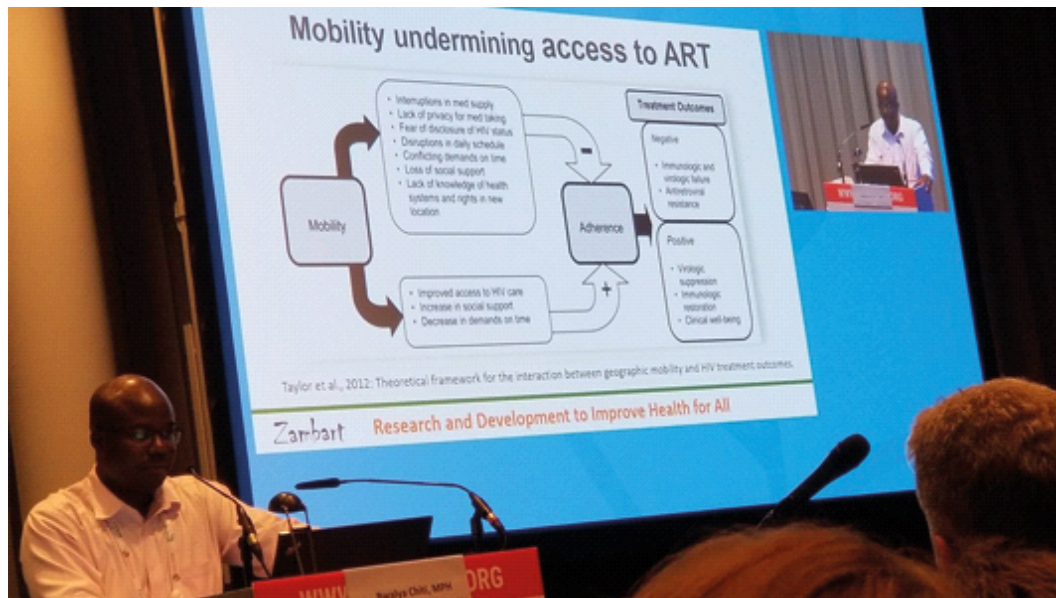 Mobility undermining access to ART
• Interruptions in med supply
• Lack of privacy for med taking
• Fear of disclosure of HIV status
• Disruptions in daily schedule
• Conflicting demands on time
• Loss of social support
• Lack of knowledge of health
systems and rights in new
location
Mobility
• Improved access to HIV care
• Increase in social support
• Decrease in demands on time
-
+
Adherence
Treatment Outcomes
Negative
• Immunologic and
virologic failure
• Antiretroviral
resistance
Positive
• Virologic
suppression
• Immunologic
restoration
• Clinical well-being
Taylor et al., 2012: Theoretical framework for the interaction between geographic mobility and HIV treatment outcomes.
Zambart
Research and Development to Improve Health for All
WWW
ORG
WWW
MPH
ORG